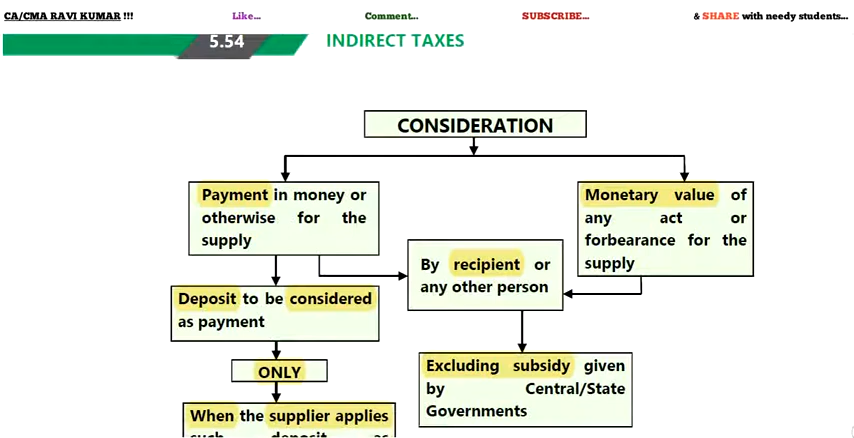 CA/CMA RAVI KUMAR !!! Like... Comment... SUBSCRIBE... & SHARE with needy students...
5.54 INDIRECT TAXES
CONSIDERATION
Payment in money or
otherwise for the
supply
Monetary value of
any act or
forbearance for the
supply
By recipient or
any other person
Deposit to be considered
as payment
ONLY
Excluding subsidy given
by Central/State
Governments
When the supplier applies
such deposit as